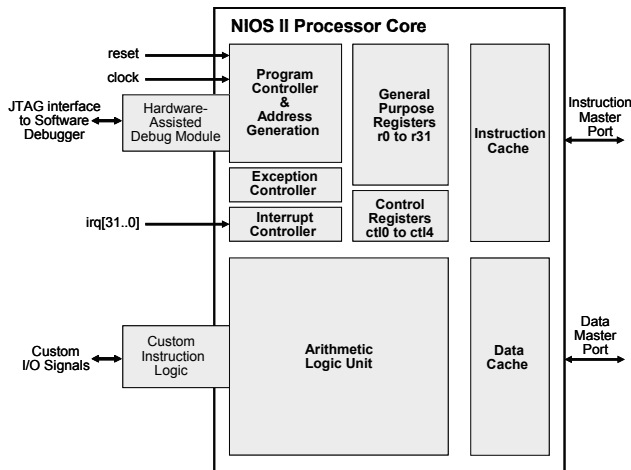 NIOS II Processor Core
reset
clock
JTAG interface
to Software
Debugger
Hardware-
Assisted
Debug Module
Program
Controller
&
Address
Generation
General
Purpose
Registers
r0 to r31
Instruction
Cache
Instruction
Master
Port
Exception
Controller
irq[31..0]
Interrupt
Controller
Control
Registers
ctl0 to ctl4
Custom
I/O Signals
Custom
Instruction
Logic
Arithmetic
Logic Unit
Data
Cache
Data
Master
Port